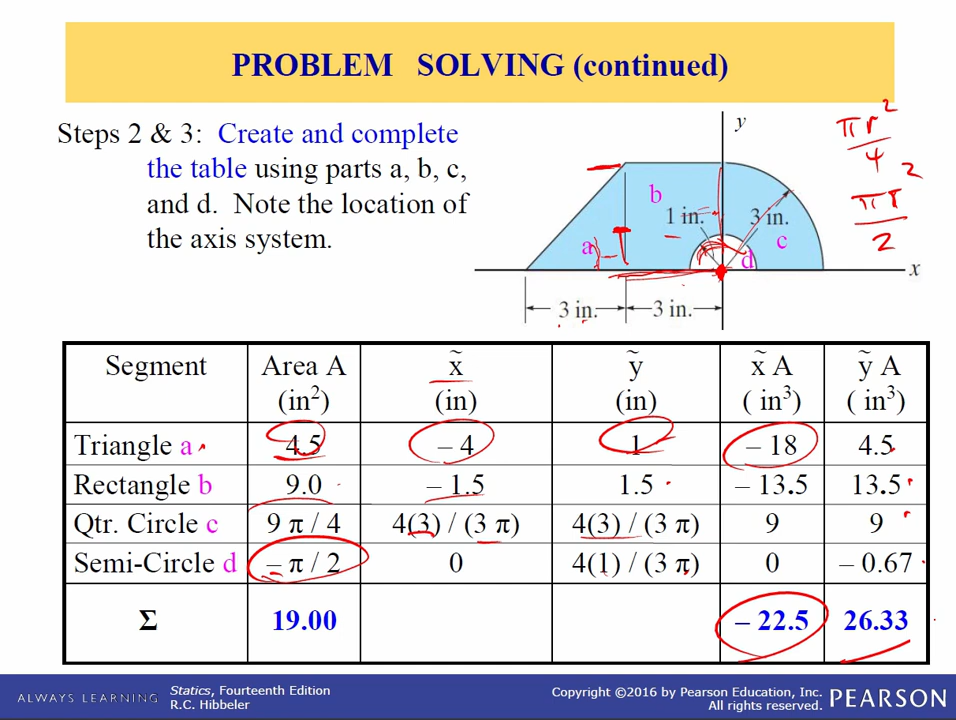 PROBLEM SOLVING (continued)
Steps 2 & 3: Create and complete
the table using parts a, b, c,
and d. Note the location of
the axis system.
y
π r² / 4
π r² / 2
b
1 in.
3 in.
a
c
d
x
3 in.
3 in.
Segment Area A (in²) x̃ (in) ỹ (in) x̃ A ( in³) ỹ A ( in³)
Triangle a 4.5 – 4 1 – 18 4.5
Rectangle b 9.0 – 1.5 1.5 – 13.5 13.5
Qtr. Circle c 9 π / 4 4(3) / (3 π) 4(3) / (3 π) 9 9
Semi-Circle d – π / 2 0 4(1) / (3 π) 0 – 0.67
Σ 19.00 – 22.5 26.33
ALWAYS LEARNING
Statics, Fourteenth Edition
R.C. Hibbeler
Copyright ©2016 by Pearson Education, Inc.
All rights reserved.
PEARSON